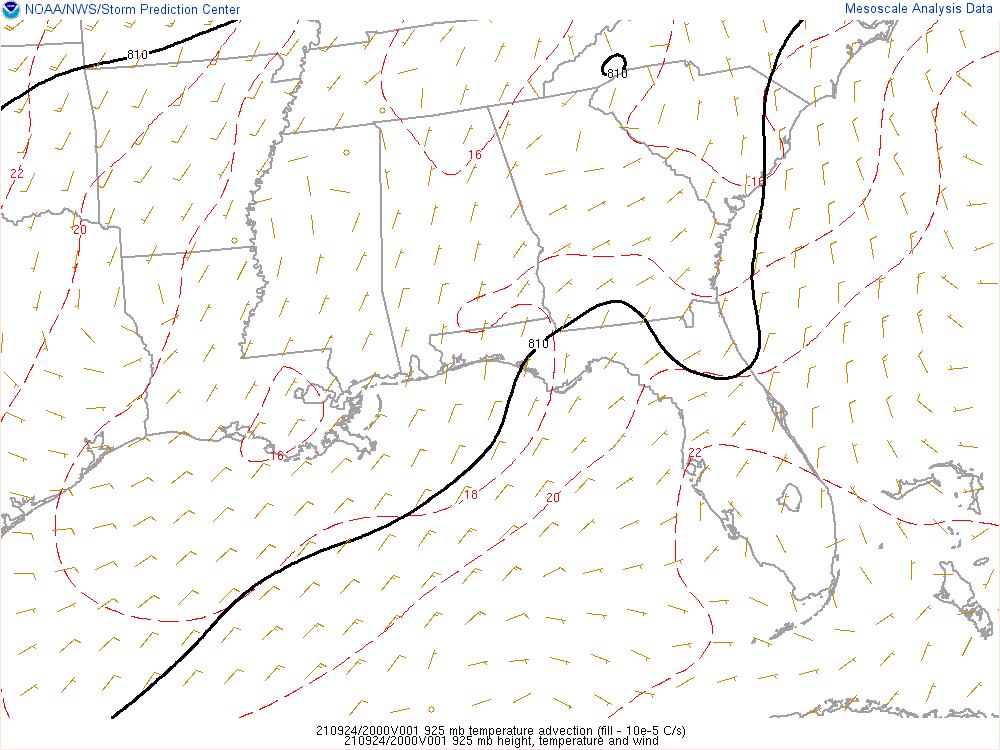 NOAA/NWS/Storm Prediction Center
Mesoscale Analysis Data
810
810
16
16
22
20
810
16
22
18
20
210924/2000V001 925 mb temperature advection (fill - 10e-5 C/s)
210924/2000V001 925 mb height, temperature and wind